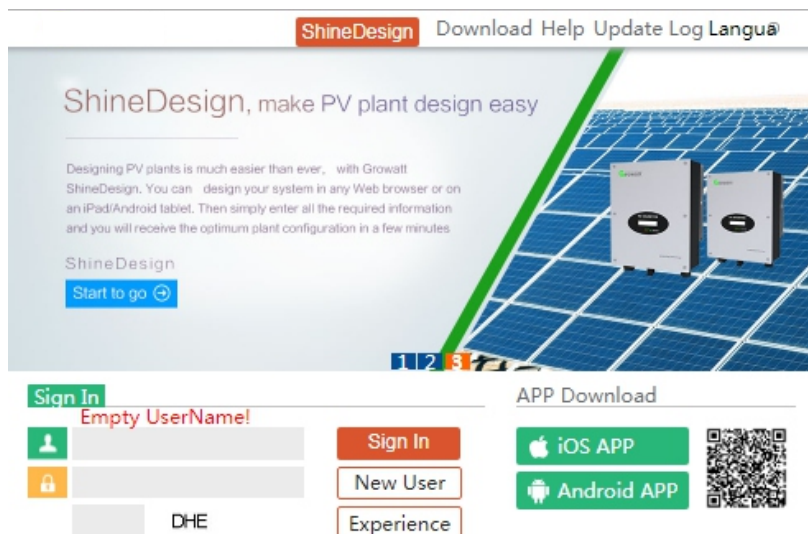 ShineDesign Download Help Update Log Langua
ShineDesign, make PV plant design easy
Designing PV plants is much easier than ever, with Growatt
ShineDesign. You can design your system in any Web browser or on
an iPad/Android tablet. Then simply enter all the required information
and you will receive the optimum plant configuration in a few minutes
ShineDesign
Start to go
Growatt
Growatt
1 2 3
Sign In
Empty UserName!
Sign In
New User
DHE
Experience
APP Download
iOS APP
Android APP